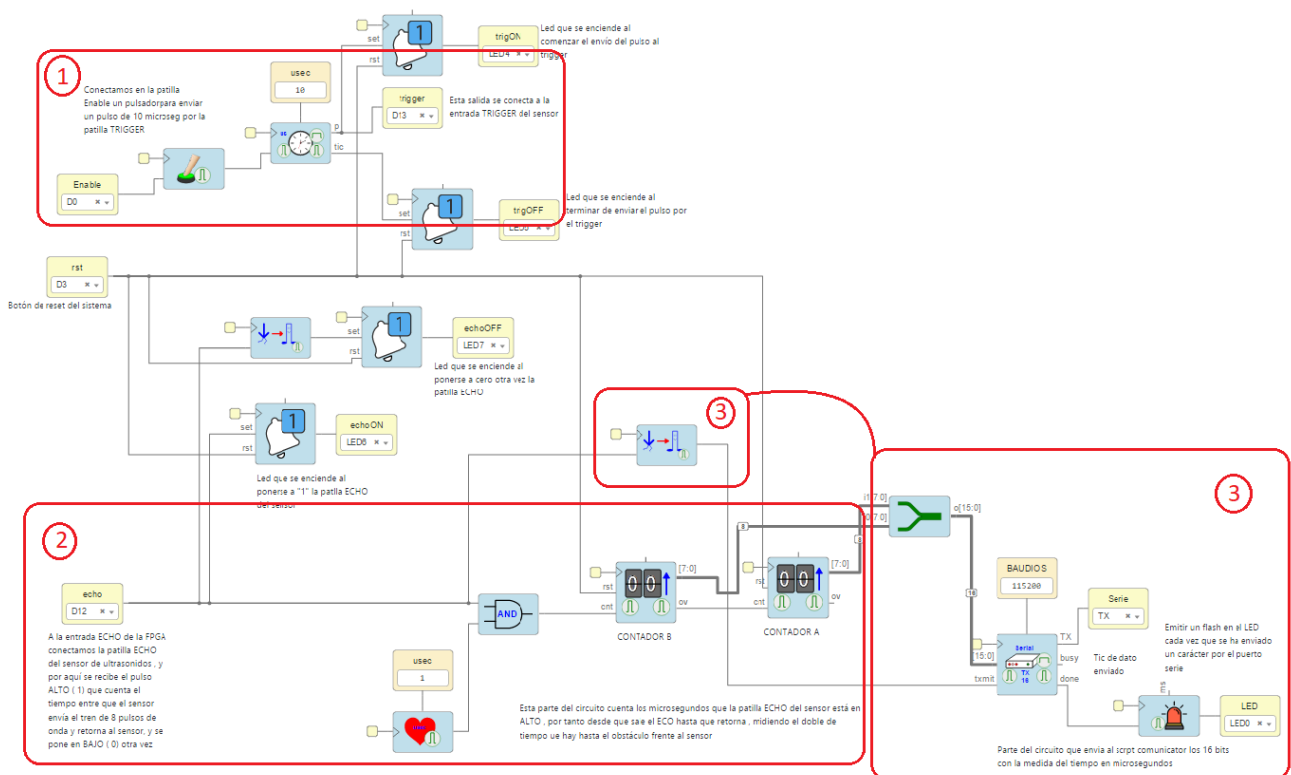 1
set
rst
trigON
LED4
Led que se enciende al
comenzar el envío del pulso al
trigger
1
Conectamos en la patilla
Enable un pulsadorpara enviar
un pulso de 10 microseg por la
patilla TRIGGER
usec
10
us
p
tic
trigger
D13
Esta salida se conecta a la
entrada TRIGGER del sensor
Enable
D0
1
set
rst
trgOFF
Led que se enciende al
terminar de enviar el pulso por
el trigger
rst
D3
Botón de reset del sistema
1
set
rst
echoOFF
LED7
Led que se enciende al
ponerse a cero otra vez la
patilla ECHO
1
set
rst
echoON
LED6
Led que se enciende al
ponerse a "1" la patlla ECHO
del sensor
3
3
2
echo
D12
A la entrada ECHO de la FPGA
conectamos la patilla ECHO
del sensor de ultrasonidos , y
por aquí se recibe el pulso
ALTO ( 1) que cuenta el
tiempo entre que el sensor
envía el tren de 8 pulsos de
onda y retorna al sensor, y se
pone en BAJO ( 0) otra vez
AND
usec
1
rst
cnt
00
[7:0]
ov
CONTADOR B
rst
cnt
00
[7:0]
ov
CONTADOR A
8
8
Esta parte del circuito cuenta los microsegundos que la patilla ECHO del sensor está en
ALTO , por tanto desde que sae el ECO hasta que retorna , midiendo el doble de
tiempo ue hay hasta el obstáculo frente al sensor
i1[7:0]
o[15:0]
16
BAUDIOS
115200
[15:0]
txmit
Serial
TX
16
TX
busy
done
Serie
TX
Tic de dato
enviado
Emitir un flash en al LED
cada vez que se ha enviado
un carácter por el puerto
serie
ms
LED
LED0
Parte del circuito que envia al scrpt comunicator los 16 bits
con la medida del tiempo en microsegundos